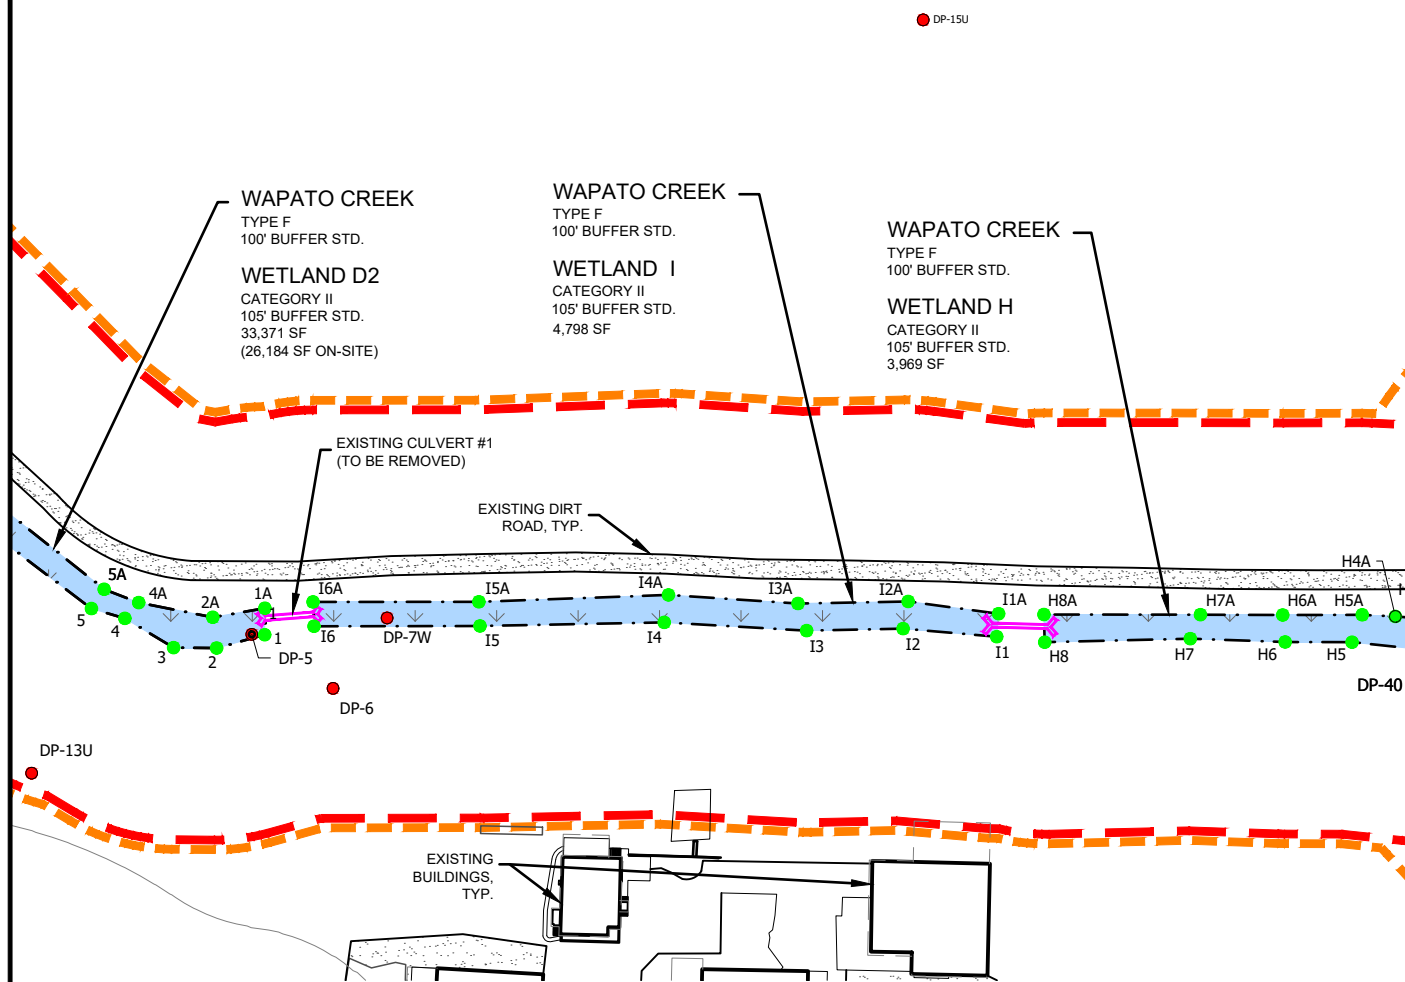 DP-15U
WAPATO CREEK
TYPE F
100' BUFFER STD.
WETLAND D2
CATEGORY II
105' BUFFER STD.
33,371 SF
(26,184 SF ON-SITE)
WAPATO CREEK
TYPE F
100' BUFFER STD.
WETLAND I
CATEGORY II
105' BUFFER STD.
4,798 SF
WAPATO CREEK
TYPE F
100' BUFFER STD.
WETLAND H
CATEGORY II
105' BUFFER STD.
3,969 SF
EXISTING CULVERT #1
(TO BE REMOVED)
EXISTING DIRT
ROAD, TYP.
H4A
5A
4A
2A
1A
I6A
I5A
I4A
I3A
I2A
I1A
H8A
H7A
H6A
H5A
1
5
4
3
2
1
I6
DP-7W
I5
I4
I3
I2
I1
H8
H7
H6
H5
DP-5
DP-40
DP-6
DP-13U
EXISTING
BUILDINGS,
TYP.